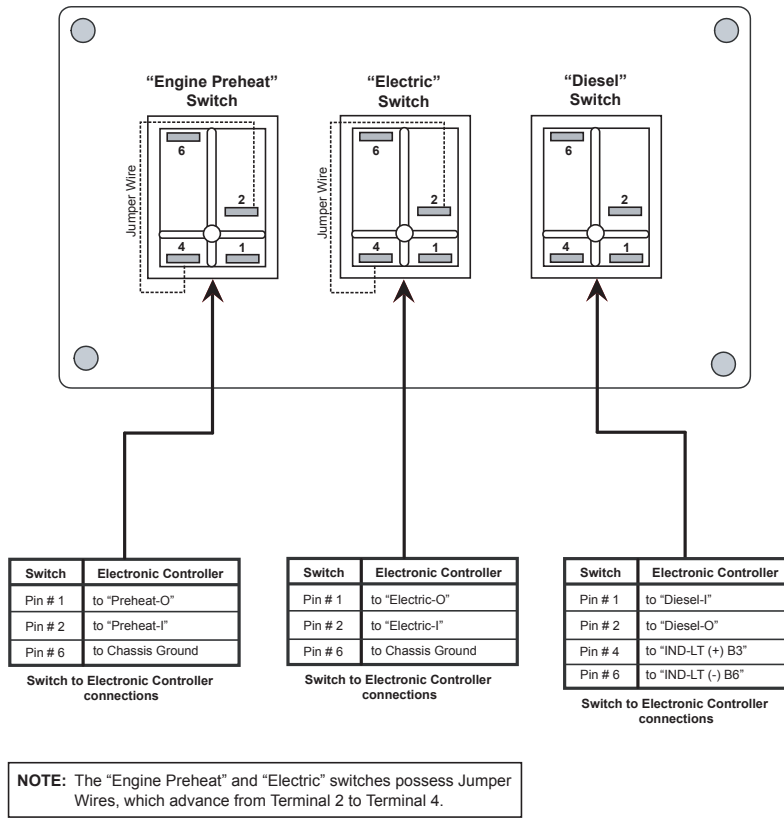 “Engine Preheat”
Switch
“Electric”
Switch
“Diesel”
Switch
Jumper Wire
6
2
4
1
Jumper Wire
6
2
4
1
6
2
4
1
Switch Electronic Controller
Pin # 1 to “Preheat-O”
Pin # 2 to “Preheat-I”
Pin # 6 to Chassis Ground
Switch to Electronic Controller
connections
Switch Electronic Controller
Pin # 1 to “Electric-O”
Pin # 2 to “Electric-I”
Pin # 6 to Chassis Ground
Switch to Electronic Controller
connections
Switch Electronic Controller
Pin # 1 to “Diesel-I”
Pin # 2 to “Diesel-O”
Pin # 4 to “IND-LT (+) B3”
Pin # 6 to “IND-LT (-) B6”
Switch to Electronic Controller
connections
NOTE: The “Engine Preheat” and “Electric” switches possess Jumper
Wires, which advance from Terminal 2 to Terminal 4.